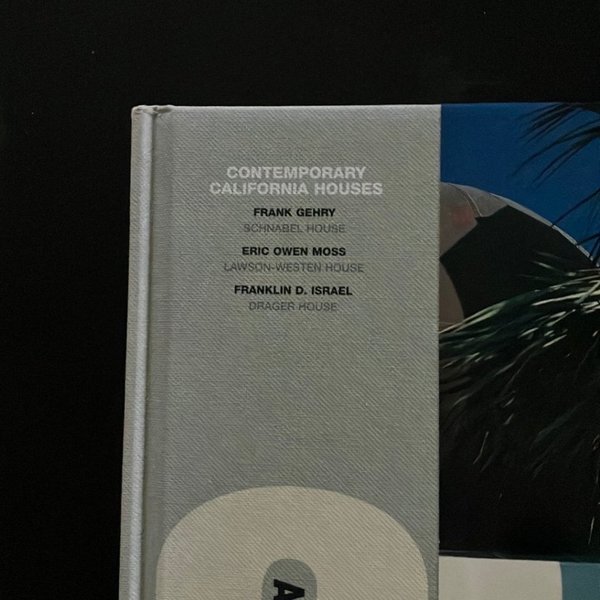 CONTEMPORARY
CALIFORNIA HOUSES
FRANK GEHRY
SCHNABEL HOUSE
ERIC OWEN MOSS
LAWSON-WESTEN HOUSE
FRANKLIN D. ISRAEL
DRAGER HOUSE